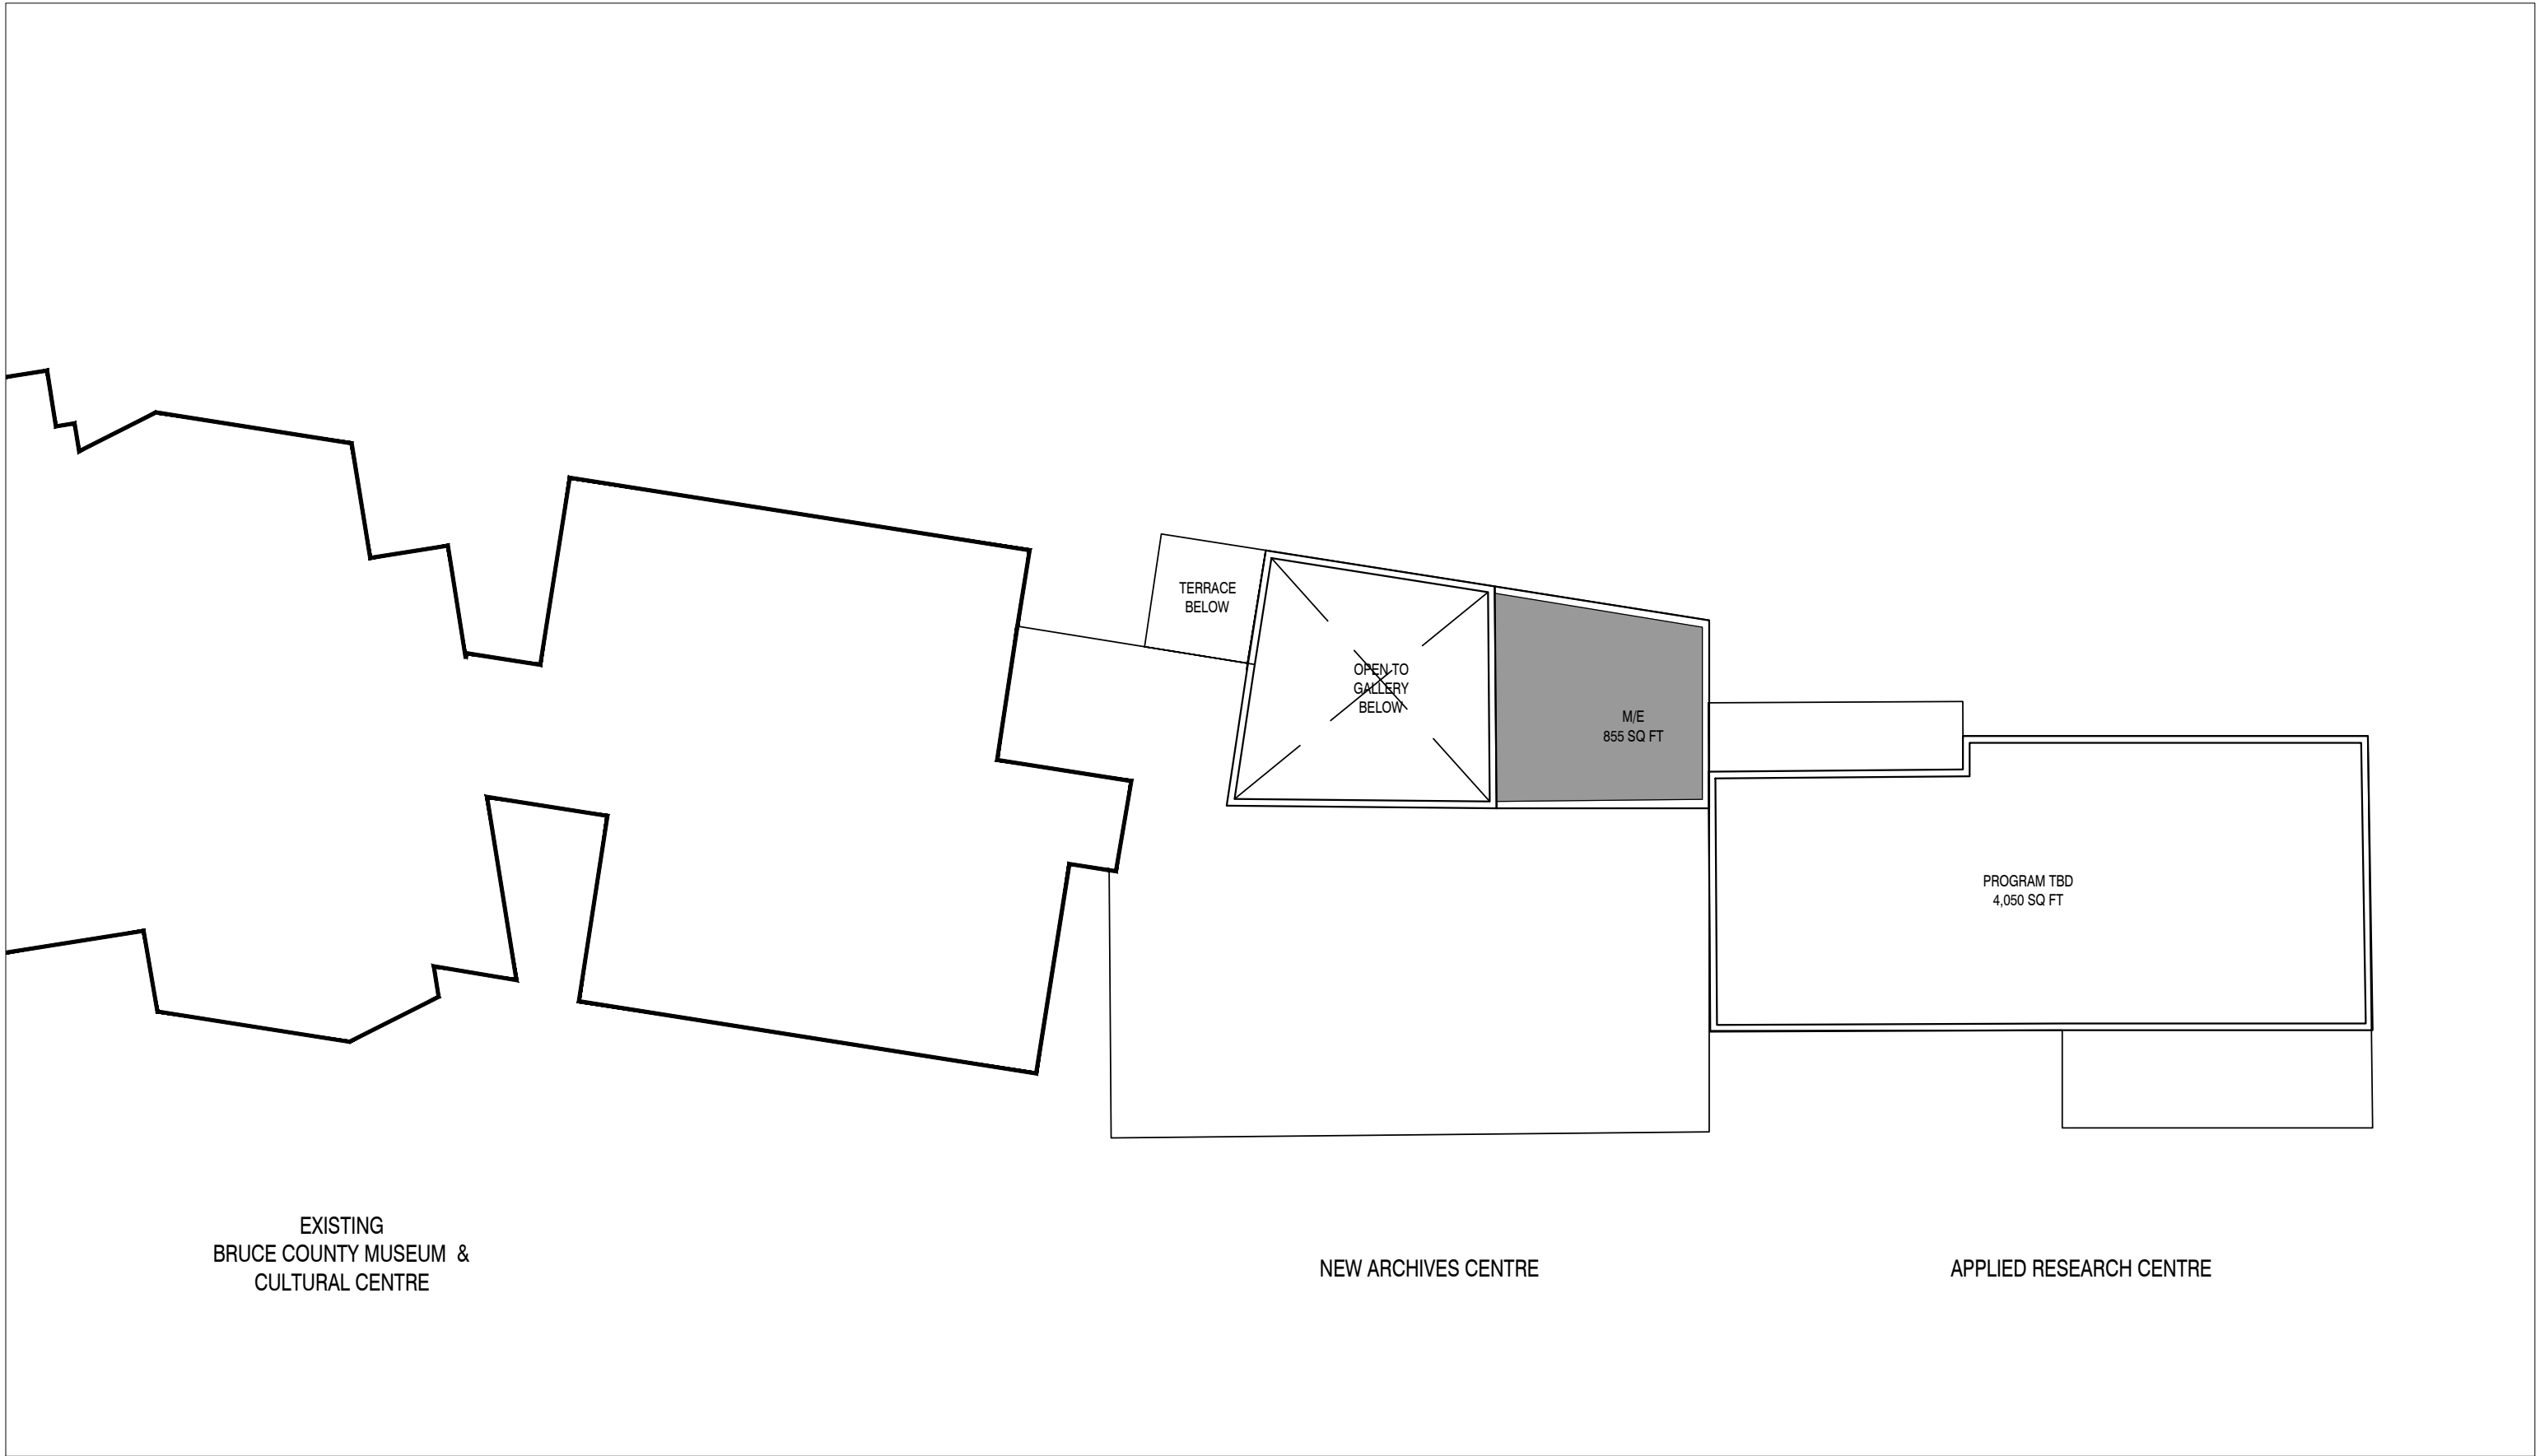 TERRACE
BELOW
OPEN TO
GALLERY
BELOW
M/E
855 SQ FT
PROGRAM TBD
4,050 SQ FT
EXISTING
BRUCE COUNTY MUSEUM &
CULTURAL CENTRE
NEW ARCHIVES CENTRE
APPLIED RESEARCH CENTRE